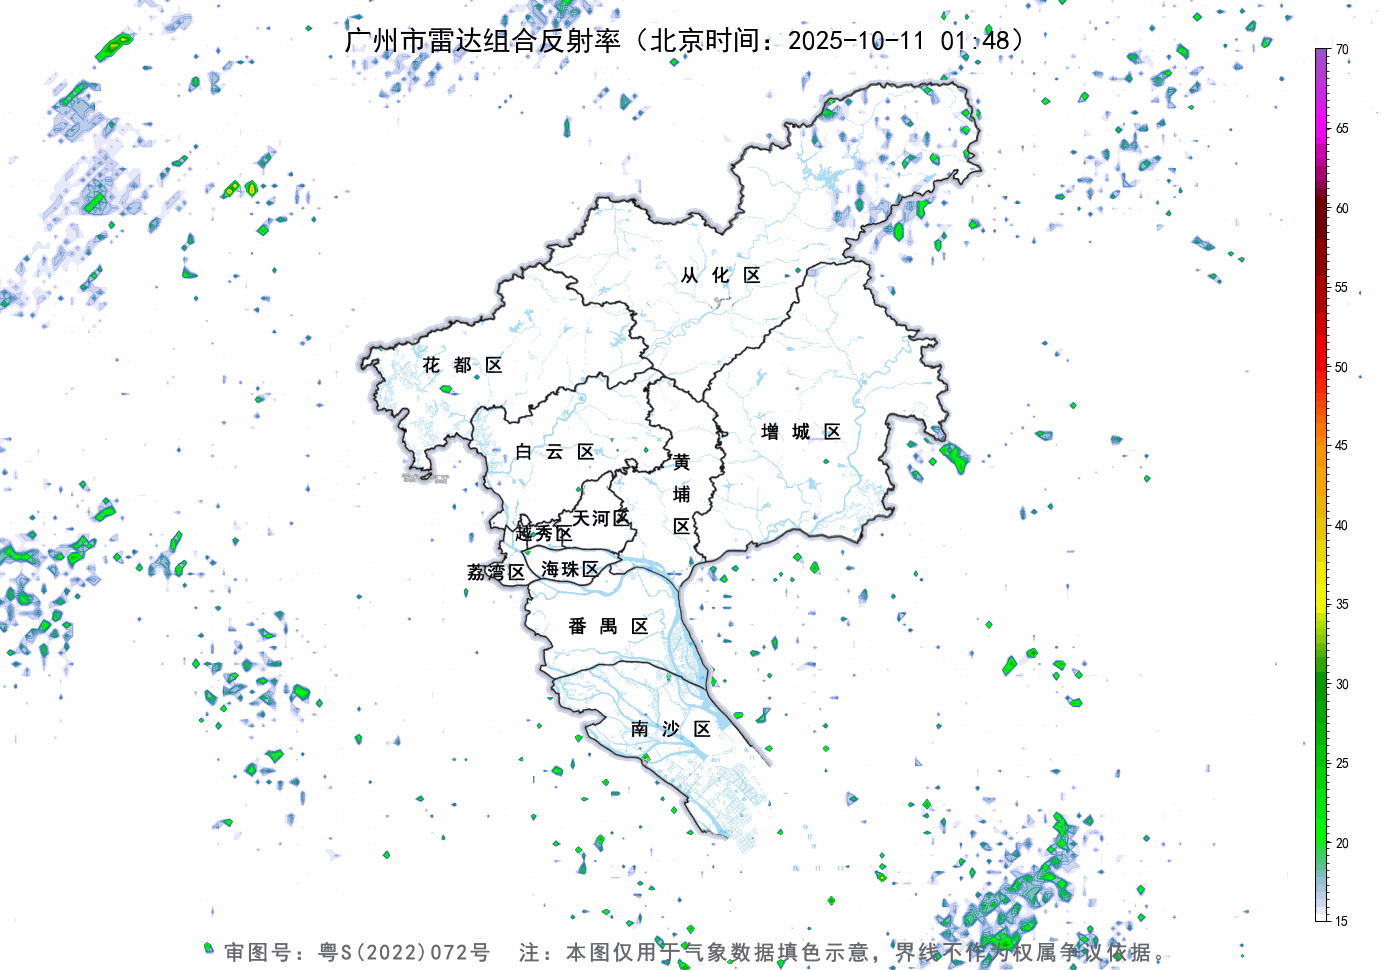 广州市雷达组合反射率（北京时间：2025-10-11 01:48）
70
65
60
55
50
45
40
35
30
25
20
15
从化区
花都区
增城区
白云区
黄埔区
天河区
越秀区
荔湾区
海珠区
番禺区
南沙区
审图号：粤S(2022)072号 注：本图仅用于气象数据填色示意，界线不作为权属争议依据。